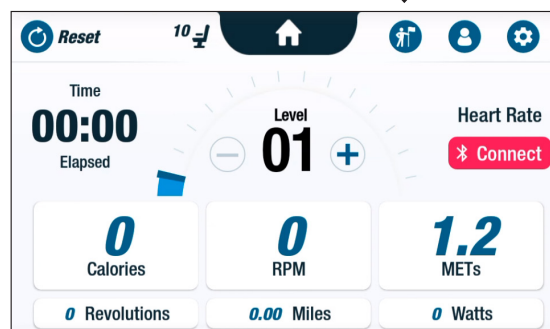 Reset
10
Time
00:00
Elapsed
Level
01
Heart Rate
Connect
0
Calories
0
RPM
1.2
METs
0 Revolutions
0.00 Miles
0 Watts